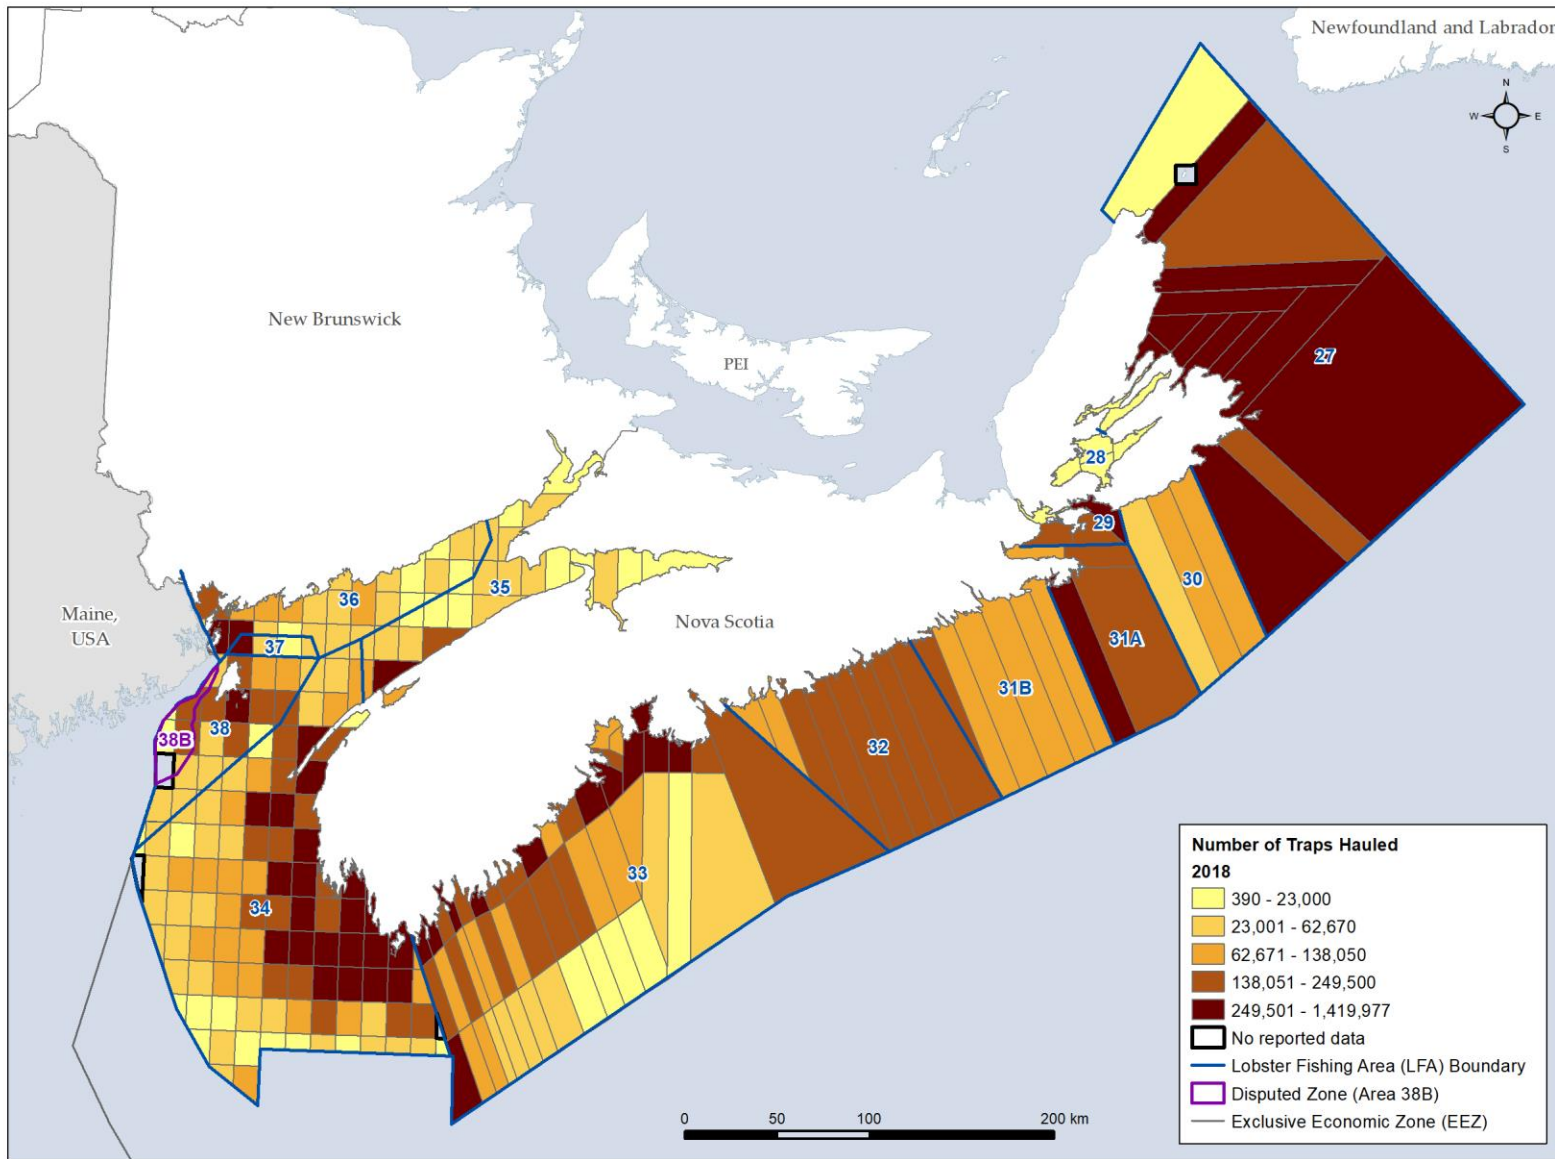 Newfoundland and Labrador
N
W E
S
New Brunswick
PEI
27
28
29
30
35
36
Maine,
USA
Nova Scotia
37
31A
31B
38
38B
32
33
34
Number of Traps Hauled
2018
390 - 23,000
23,001 - 62,670
62,671 - 138,050
138,051 - 249,500
249,501 - 1,419,977
No reported data
Lobster Fishing Area (LFA) Boundary
Disputed Zone (Area 38B)
Exclusive Economic Zone (EEZ)
0 50 100 200 km